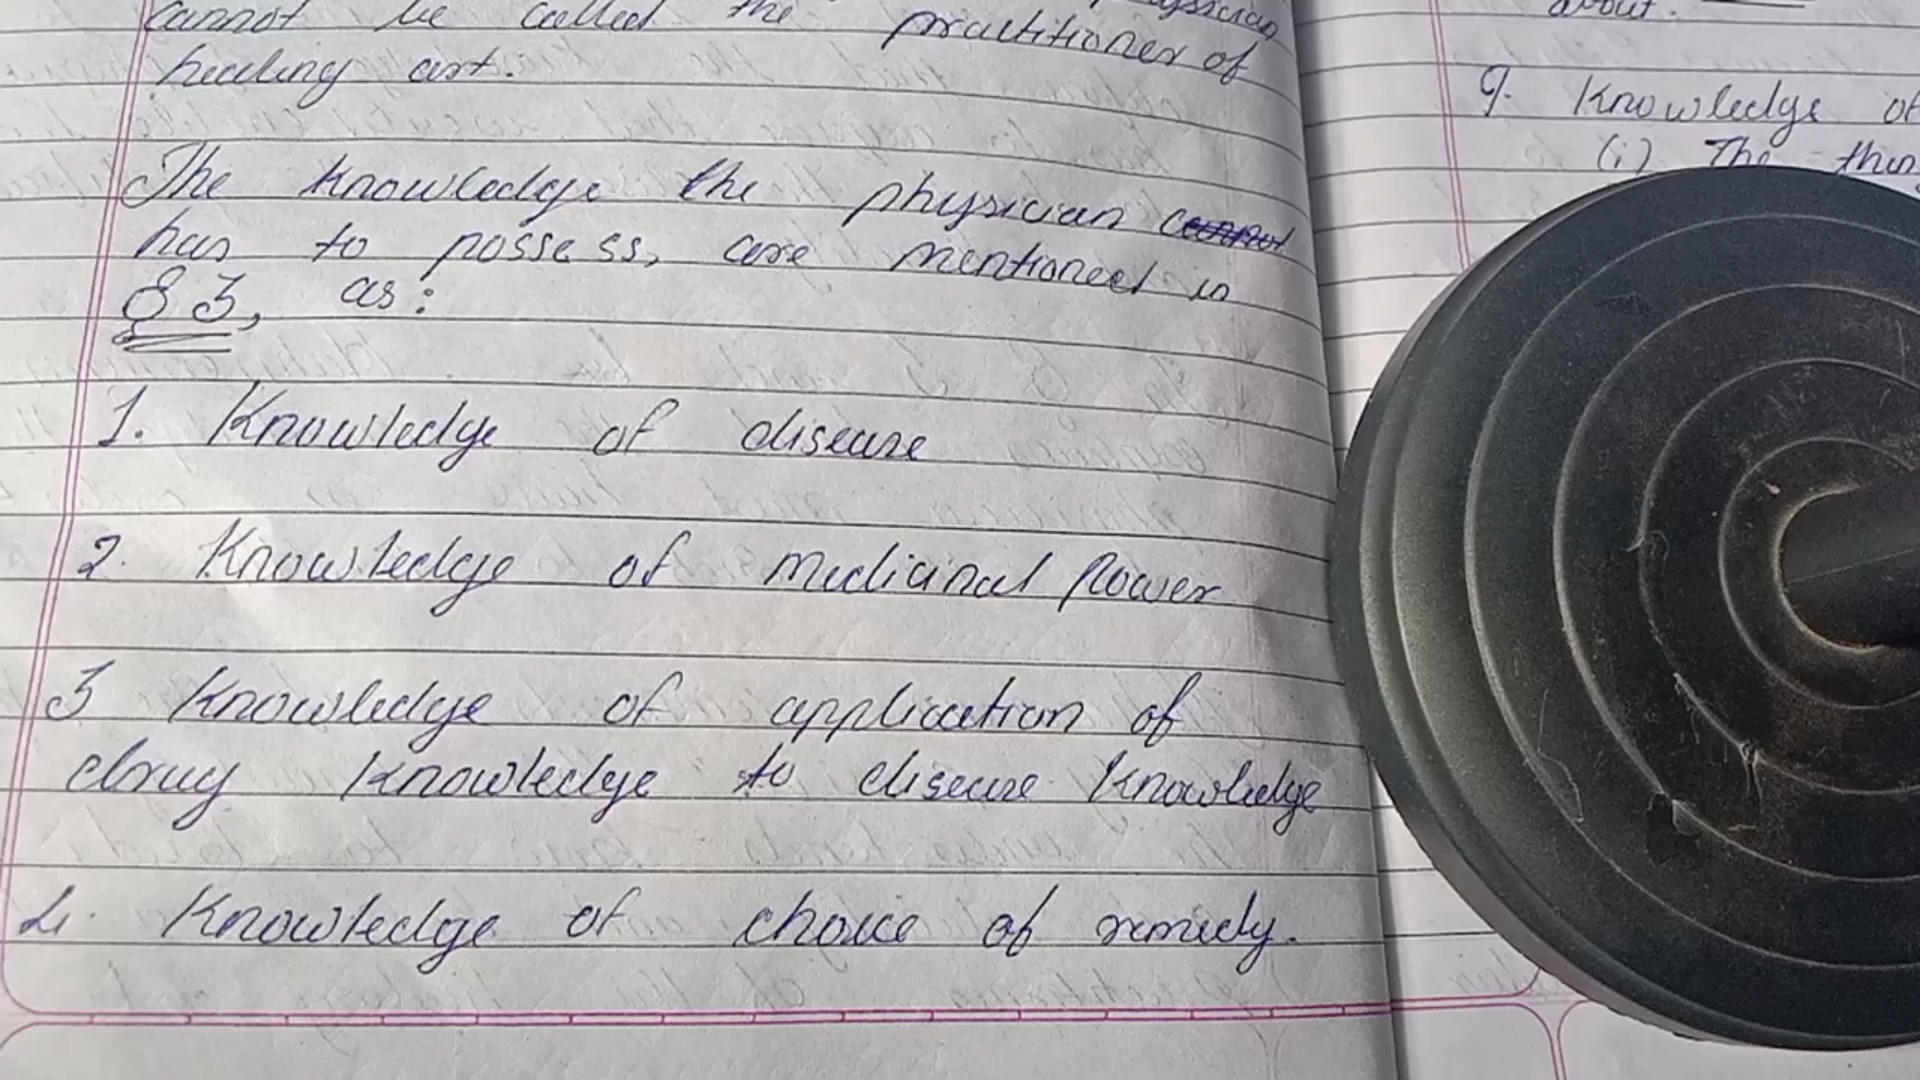 cannot be called the practitioner of
healing art.
The knowledge the physician
has to possess, are mentioned in
§ 3, as:
1. Knowledge of disease
2. Knowledge of medicinal power
3 Knowledge of application of
drug knowledge to disease knowledge
4. Knowledge of choice of remedy.
about.
9. Knowledge of
(i) The